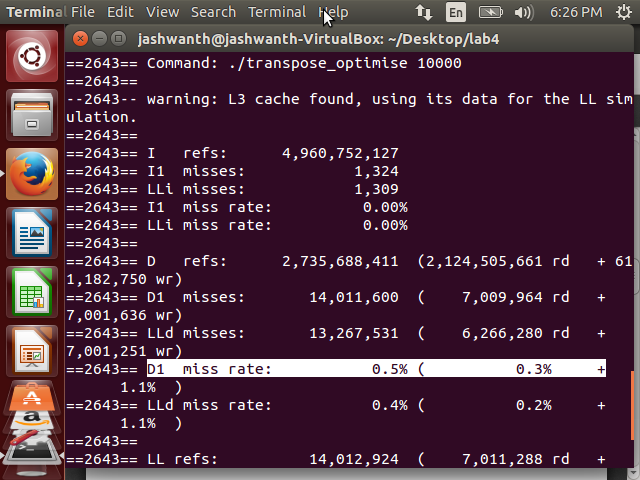 Terminal File Edit View Search Terminal Help En 6:26 PM
jashwanth@jashwanth-VirtualBox: ~/Desktop/lab4
==2643== Command: ./transpose_optimise 10000
==2643==
--2643-- warning: L3 cache found, using its data for the LL sim
ulation.
==2643==
==2643== I   refs:      4,960,752,127
==2643== I1  misses:            1,324
==2643== LLi misses:            1,309
==2643== I1  miss rate:          0.00%
==2643== LLi miss rate:          0.00%
==2643==
==2643== D   refs:      2,735,688,411  (2,124,505,661 rd   + 61
1,182,750 wr)
==2643== D1  misses:       14,011,600  (    7,009,964 rd   +
7,001,636 wr)
==2643== LLd misses:       13,267,531  (    6,266,280 rd   +
7,001,251 wr)
==2643== D1  miss rate:           0.5% (          0.3%     +
      1.1%  )
==2643== LLd miss rate:           0.4% (          0.2%     +
      1.1%  )
==2643==
==2643== LL refs:          14,012,924  (    7,011,288 rd   +